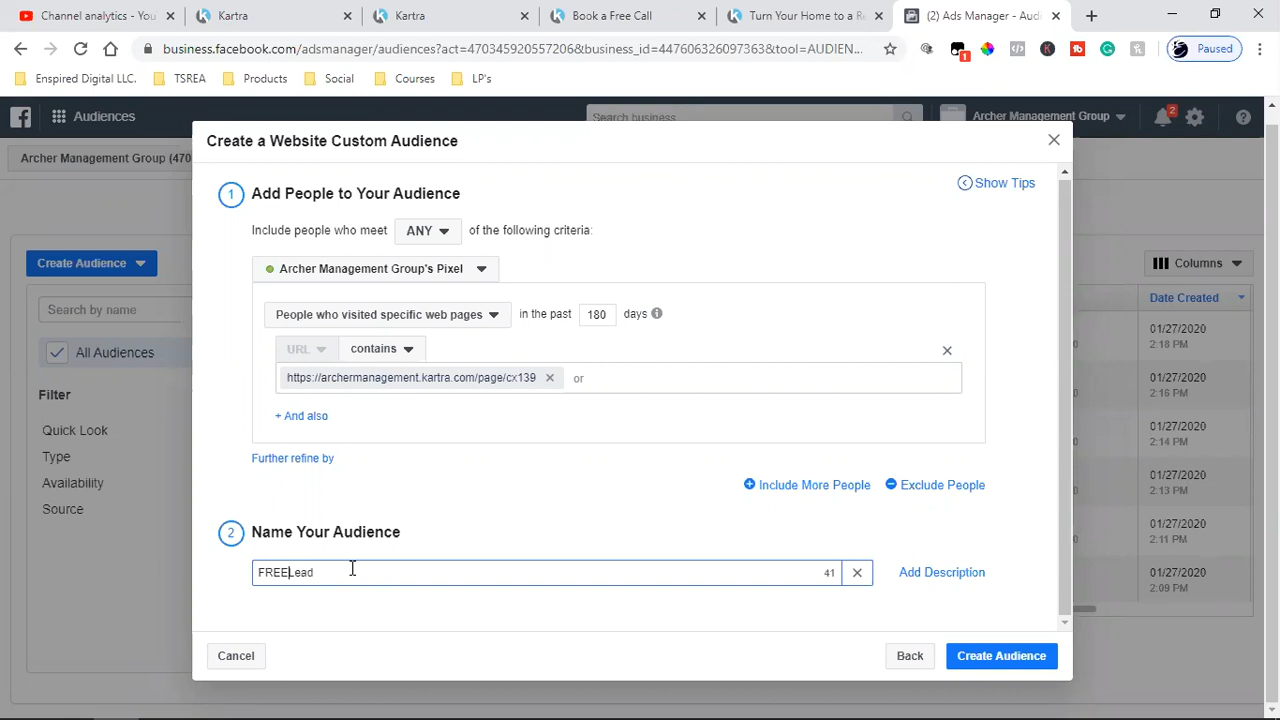 Channel analytics - You
Kartra
Kartra
Book a Free Call
Turn Your Home to a R
(2) Ads Manager - Audi
business.facebook.com/adsmanager/audiences?act=470345920557206&business_id=447606326097363&tool=AUDIEN...
Paused
Enspired Digital LLC.
TSREA
Products
Social
Courses
LP's
Audiences
Search business
Archer Management Group
2
Archer Management Group (470
Create a Website Custom Audience
1
Add People to Your Audience
Show Tips
Include people who meet ANY of the following criteria:
Archer Management Group's Pixel
People who visited specific web pages in the past 180 days
URL contains
https://archermanagement.kartra.com/page/cx139 or
+ And also
Further refine by
Include More People
Exclude People
2
Name Your Audience
FREELead
41
Add Description
Cancel
Back
Create Audience
Create Audience
Search by name
All Audiences
Filter
Quick Look
Type
Availability
Source
Columns
Date Created
01/27/2020
2:18 PM
01/27/2020
2:16 PM
01/27/2020
2:14 PM
01/27/2020
2:13 PM
01/27/2020
2:11 PM
01/27/2020
2:09 PM